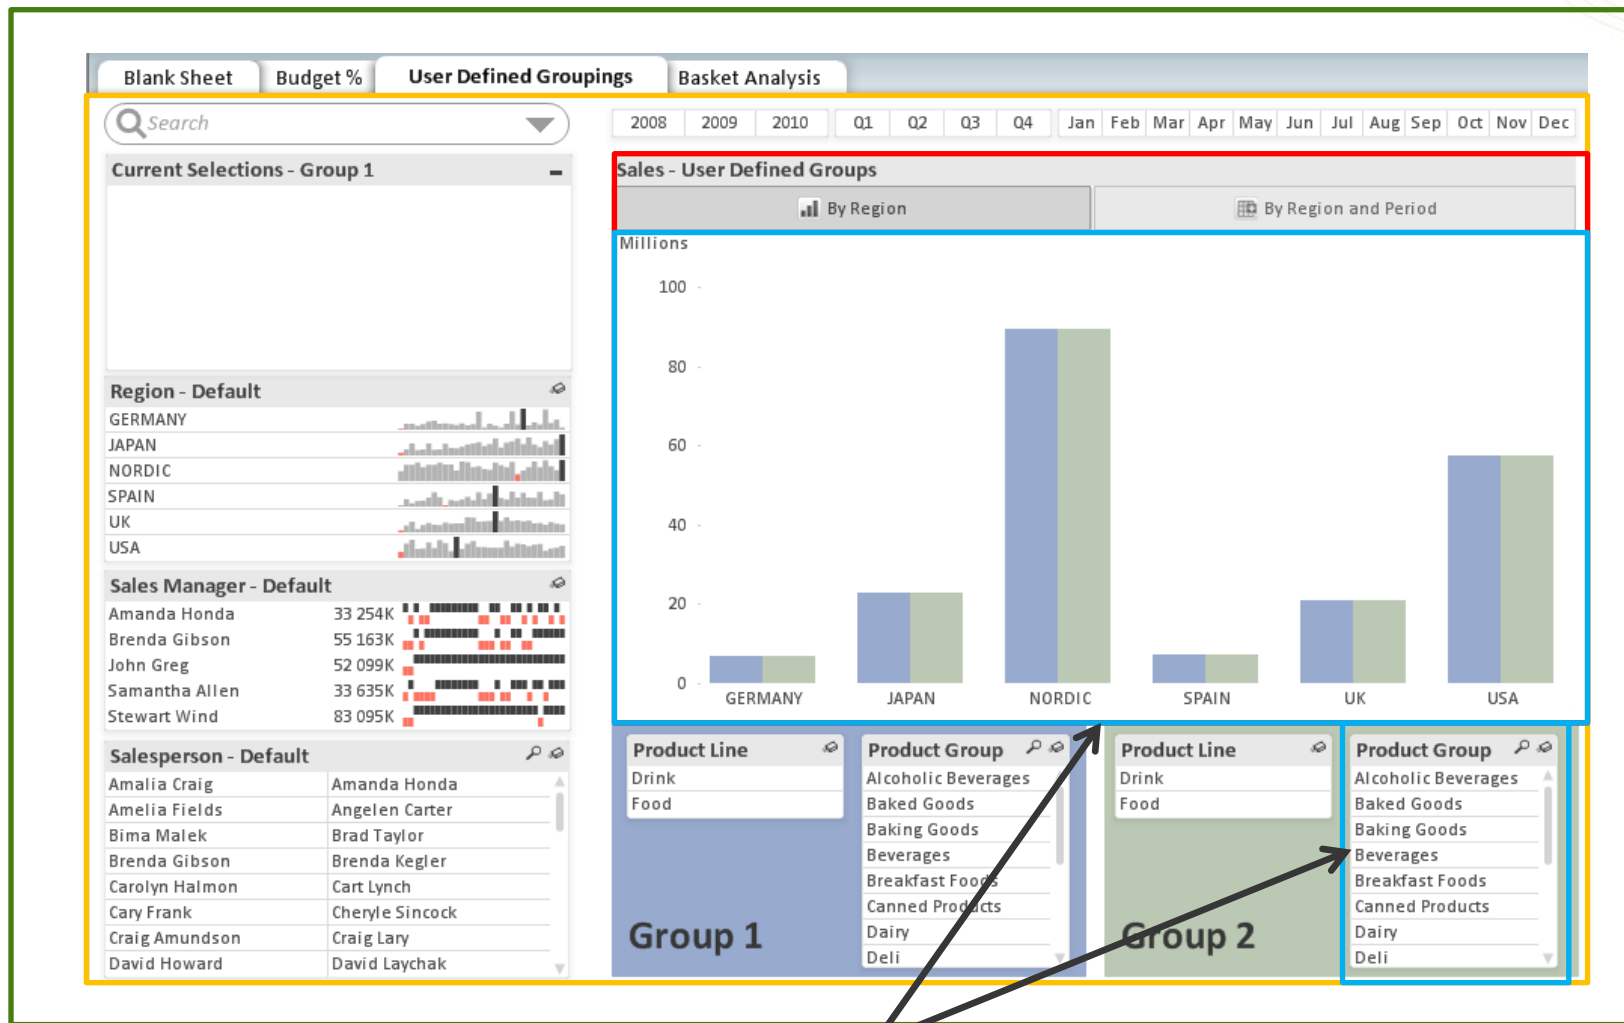 Blank Sheet Budget % User Defined Groupings Basket Analysis
Search
2008 2009 2010 Q1 Q2 Q3 Q4 Jan Feb Mar Apr May Jun Jul Aug Sep Oct Nov Dec
Current Selections - Group 1
Region - Default
GERMANY
JAPAN
NORDIC
SPAIN
UK
USA
Sales Manager - Default
Amanda Honda 33 254K
Brenda Gibson 55 163K
John Greg 52 099K
Samantha Allen 33 635K
Stewart Wind 83 095K
Salesperson - Default
Amalia Craig Amanda Honda
Amelia Fields Angelen Carter
Bima Malek Brad Taylor
Brenda Gibson Brenda Kegler
Carolyn Halmon Cart Lynch
Cary Frank Cheryle Sincock
Craig Amundson Craig Lary
David Howard David Laychak
Sales - User Defined Groups
By Region By Region and Period
Millions
100
80
60
40
20
0
GERMANY JAPAN NORDIC SPAIN UK USA
Product Line
Drink
Food
Group 1
Product Group
Alcoholic Beverages
Baked Goods
Baking Goods
Beverages
Breakfast Foods
Canned Products
Dairy
Deli
Product Line
Drink
Food
Group 2
Product Group
Alcoholic Beverages
Baked Goods
Baking Goods
Beverages
Breakfast Foods
Canned Products
Dairy
Deli